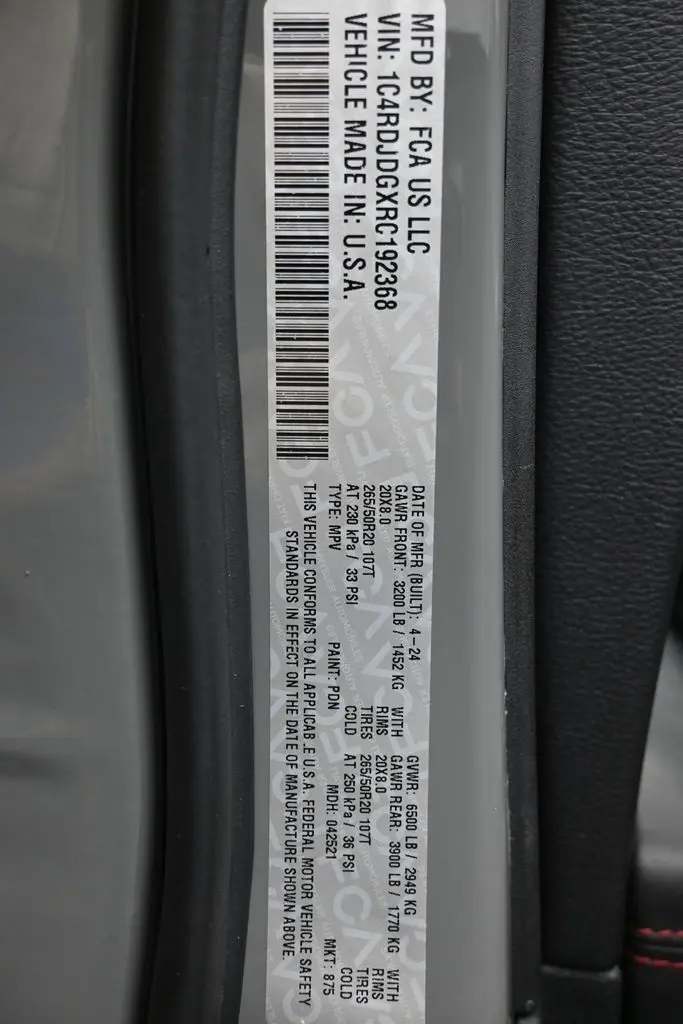 MFD BY: FCA US LLC
VIN: 1C4RDJDGXRC192368
VEHICLE MADE IN: U.S.A.
DATE OF MFR (BUILT): 4-24 GVWR: 6500 LB / 2949 KG
GAWR FRONT: 3200 LB / 1452 KG WITH GAWR REAR: 3900 LB / 1770 KG WITH
20X8.0 RIMS 20X8.0 RIMS
265/50R20 107T TIRES 265/50R20 107T TIRES
AT 230 kPa / 33 PSI COLD AT 250 kPa / 36 PSI COLD
TYPE: MPV PAINT: PDN MDH: 042521 MKT: 875
THIS VEHICLE CONFORMS TO ALL APPLICAB.E U.S.A. FEDERAL MOTOR VEHICLE SAFETY
STANDARDS IN EFFECT ON THE DATE OF MANUFACTURE SHOWN ABOVE.